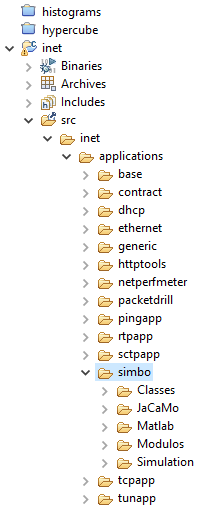 histograms
hypercube
inet
Binaries
Archives
Includes
src
inet
applications
base
contract
dhcp
ethernet
generic
httptools
netperfmeter
packetdrill
pingapp
rtpapp
sctpapp
simbo
Classes
JaCaMo
Matlab
Modulos
Simulation
tcpapp
tunapp